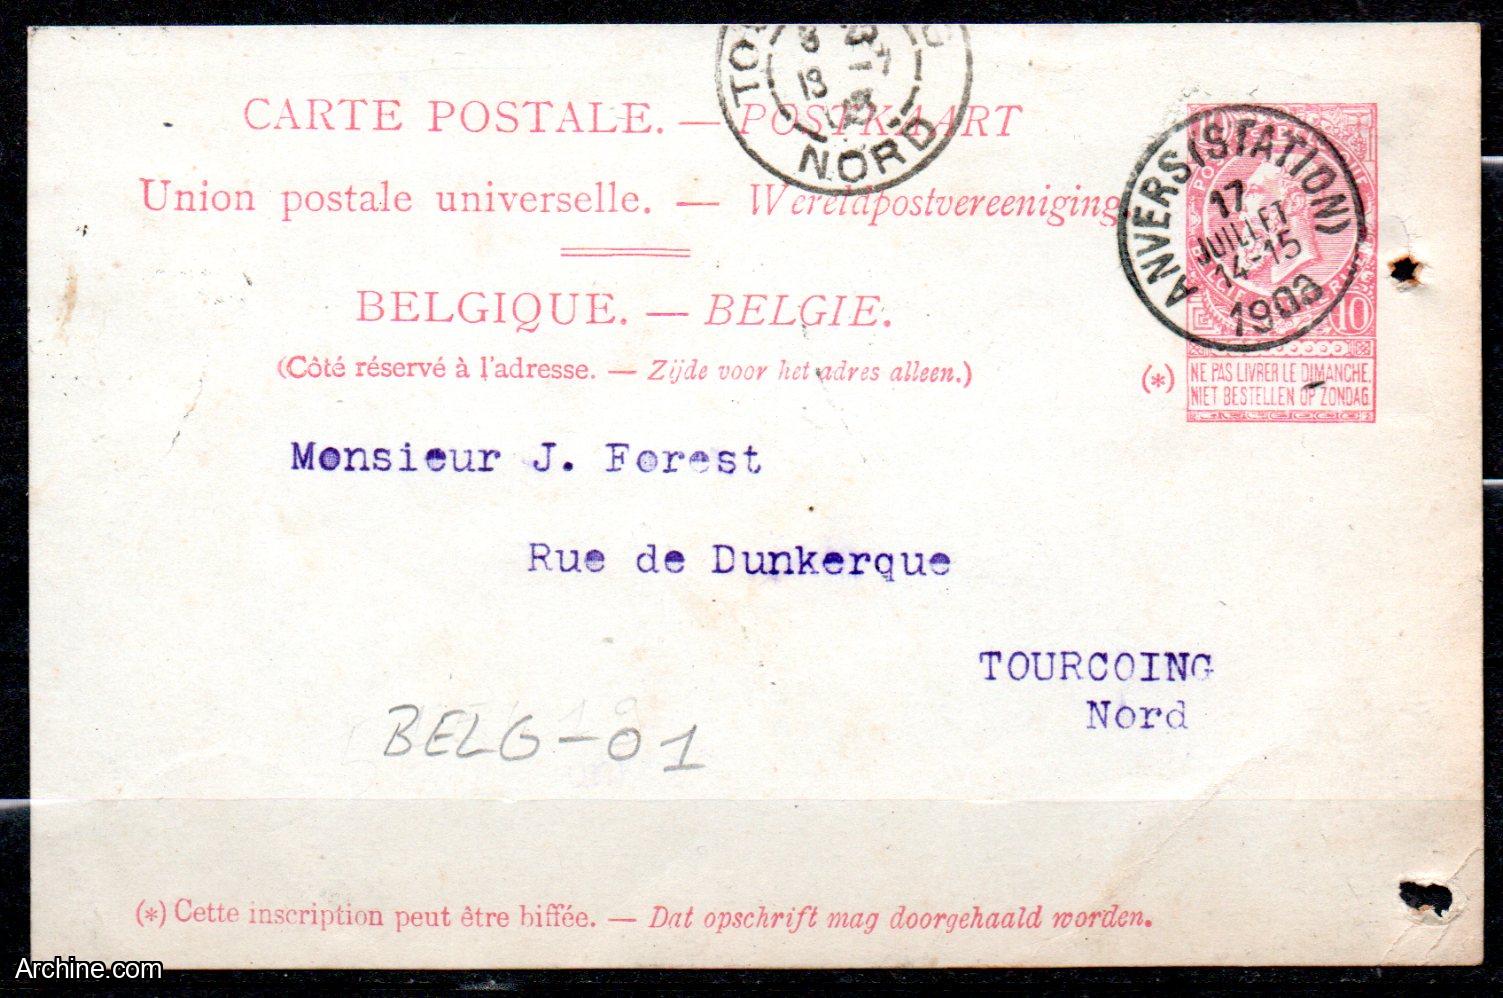 CARTE POSTALE. — POSTKAART
Union postale universelle. — Wereldpostvereeniging
BELGIQUE. — BELGIE.
(Côté réservé à l'adresse. — Zijde voor het adres alleen.)
NORD
ANVERS (STATION)
17
JUILLET
14-15
10
(*)
NE PAS LIVRER LE DIMANCHE.
NIET BESTELLEN OP ZONDAG
Monsieur J. Forest
Rue de Dunkerque
TOURCOING
Nord
BELG-01
(*) Cette inscription peut être biffée. — Dat opschrift mag doorgehaald worden.
Archine.com